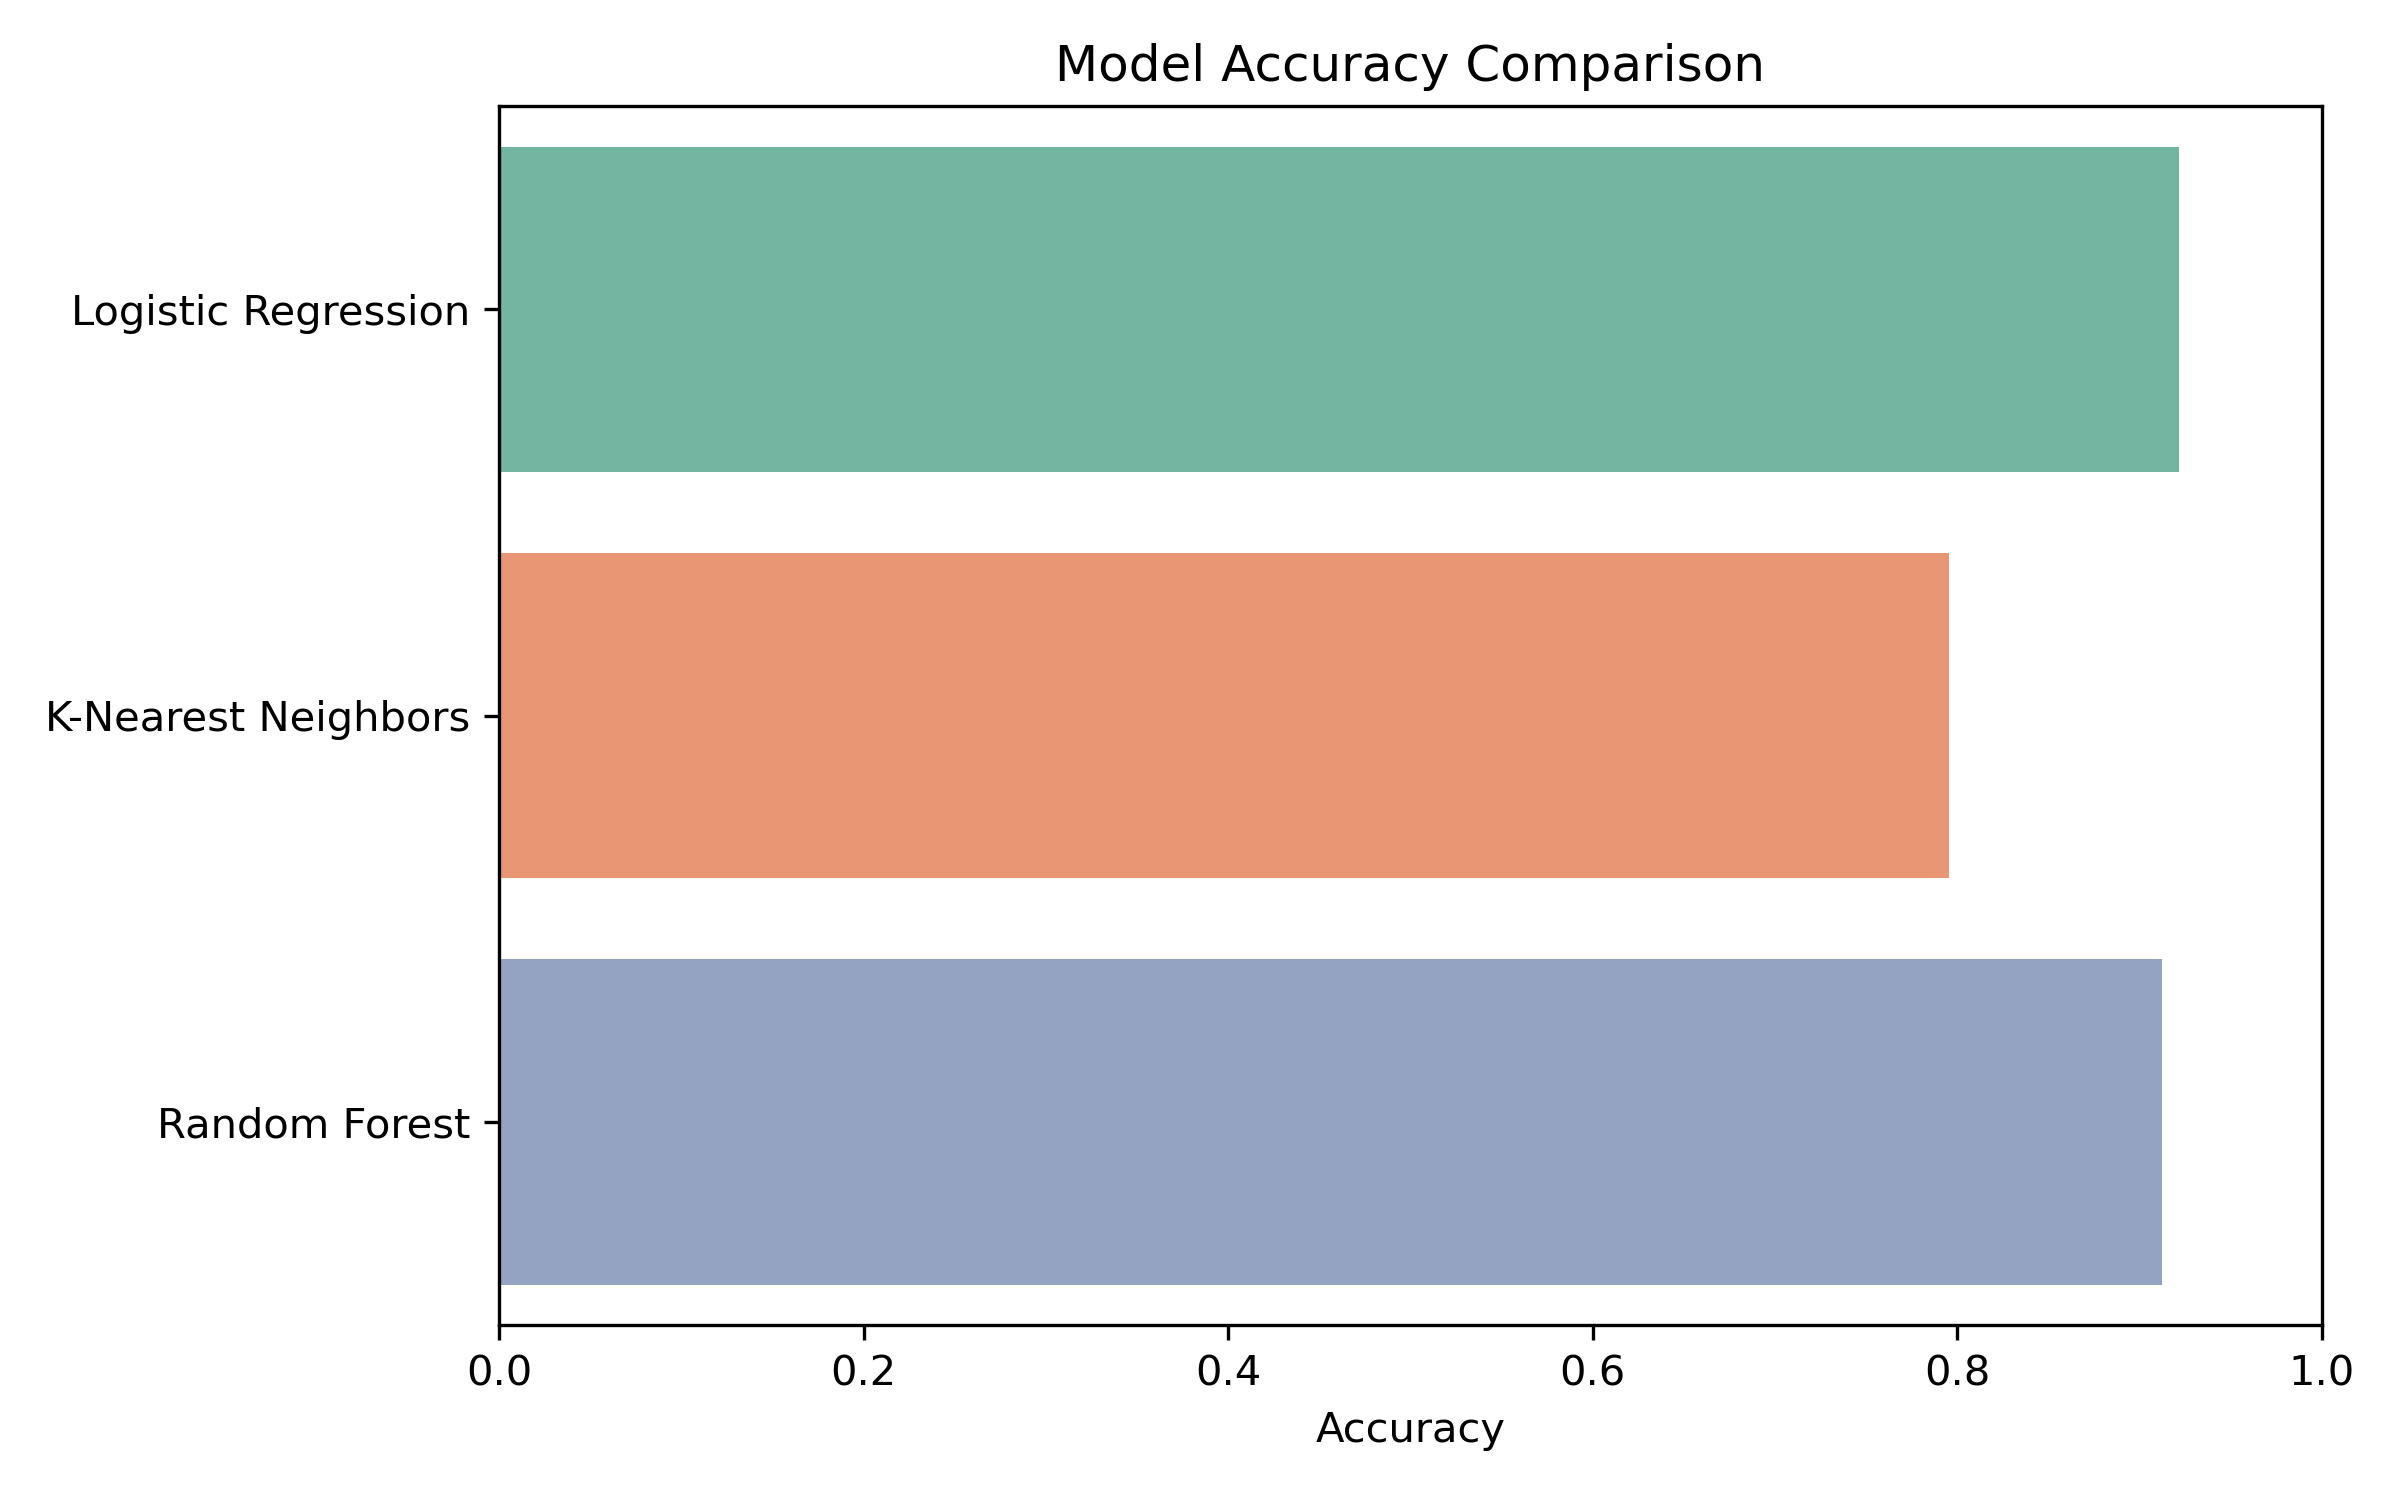 Model Accuracy Comparison
Logistic Regression
K-Nearest Neighbors
Random Forest
0.0 0.2 0.4 0.6 0.8 1.0
Accuracy